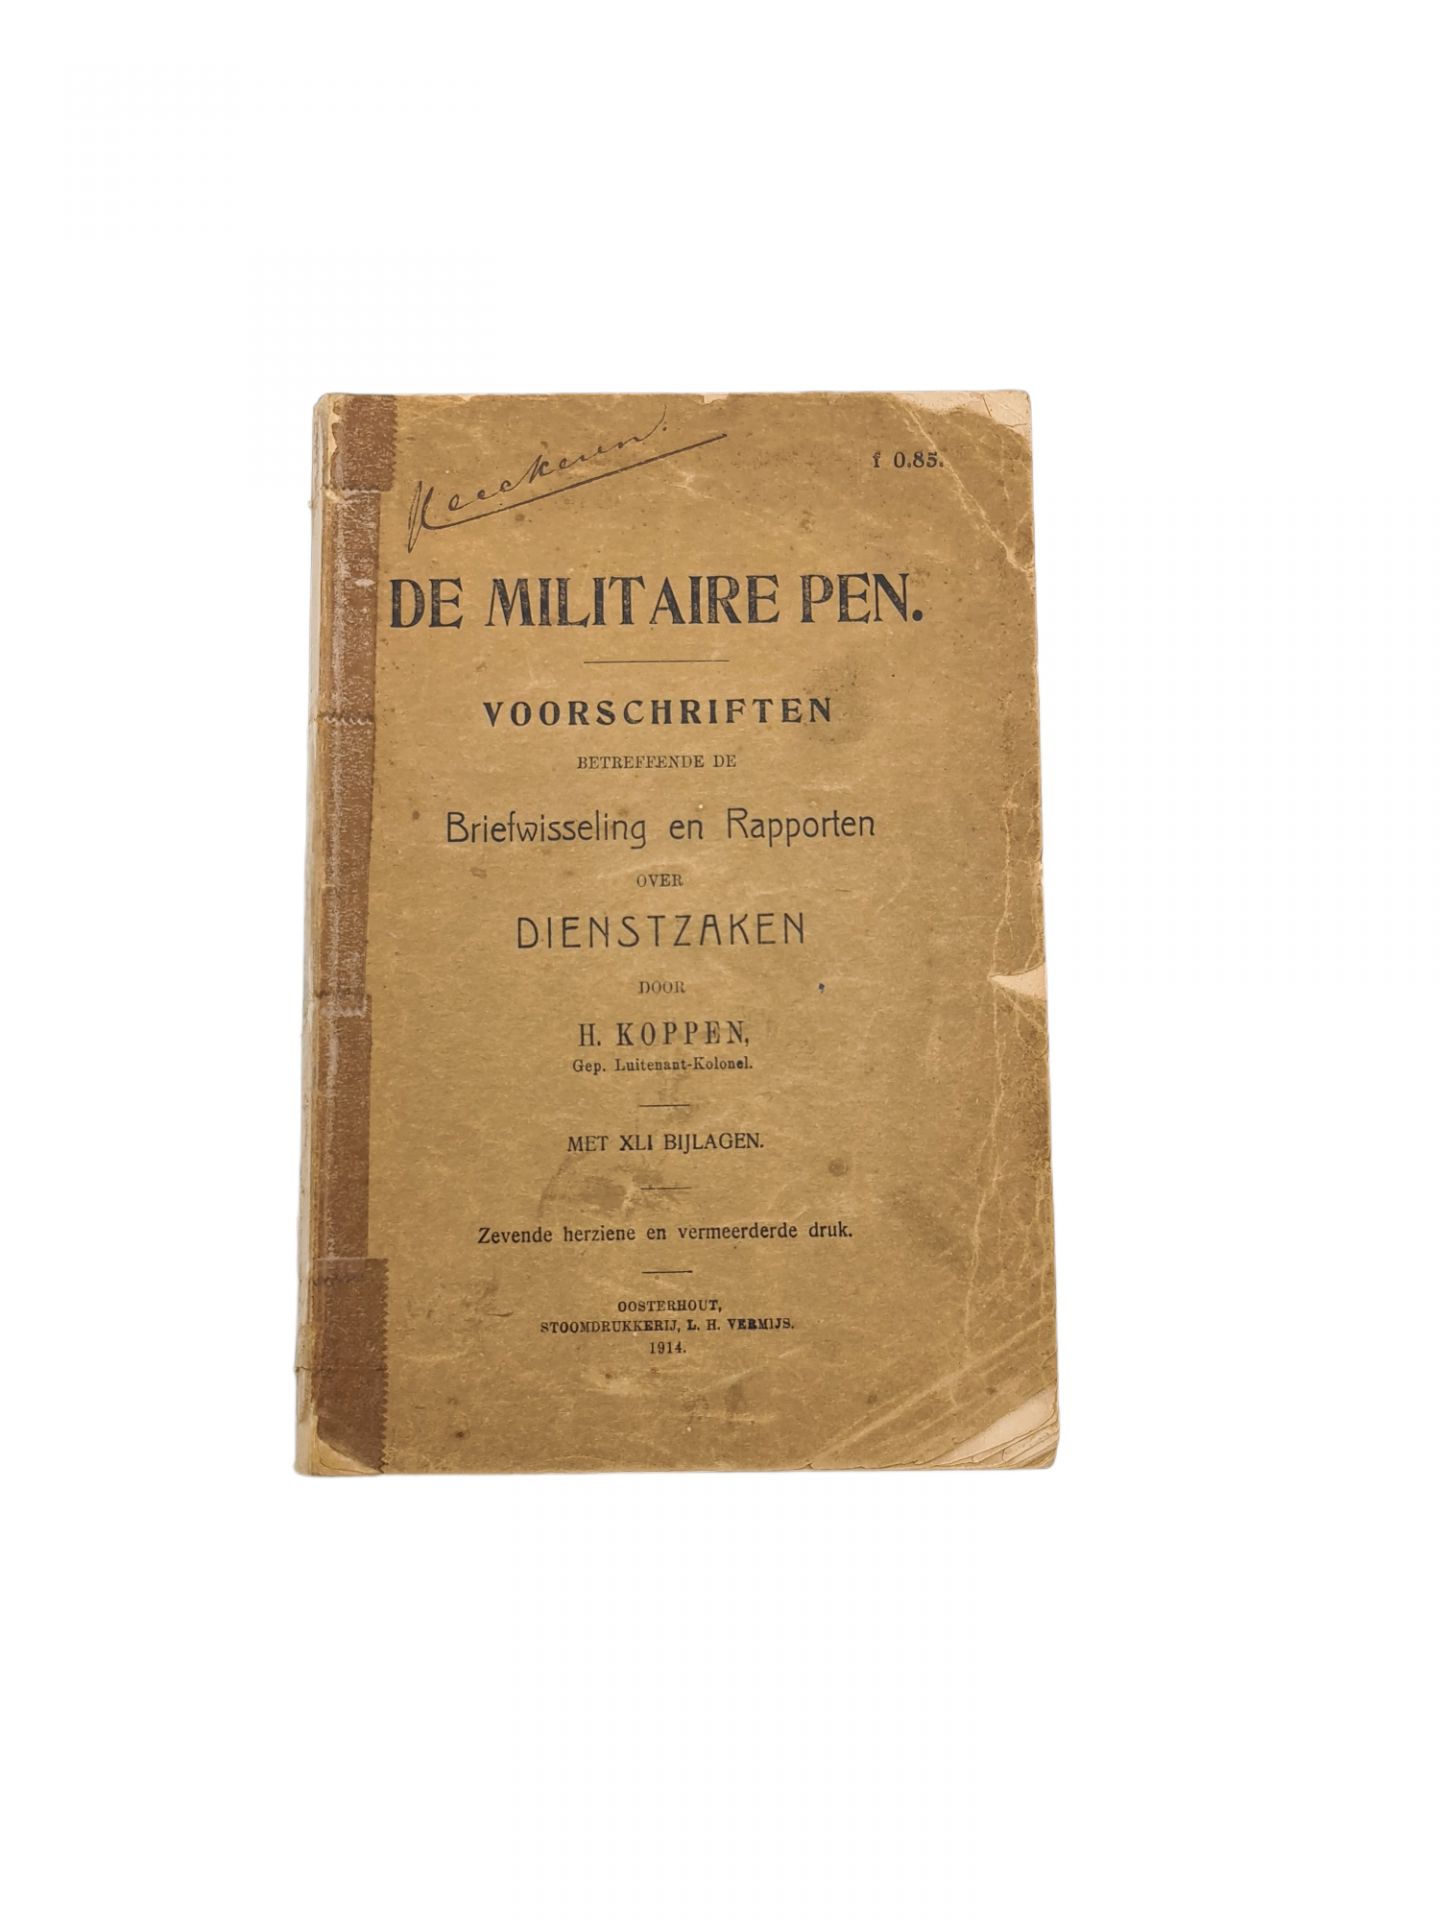 f 0.85.
DE MILITAIRE PEN.
VOORSCHRIFTEN
BETREFFENDE DE
Briefwisseling en Rapporten
OVER
DIENSTZAKEN
DOOR
H. KOPPEN,
Gep. Luitenant-Kolonel.
MET XLI BIJLAGEN.
Zevende herziene en vermeerderde druk.
OOSTERHOUT,
STOOMDRUKKERIJ, L. H. VERMIJS.
1914.